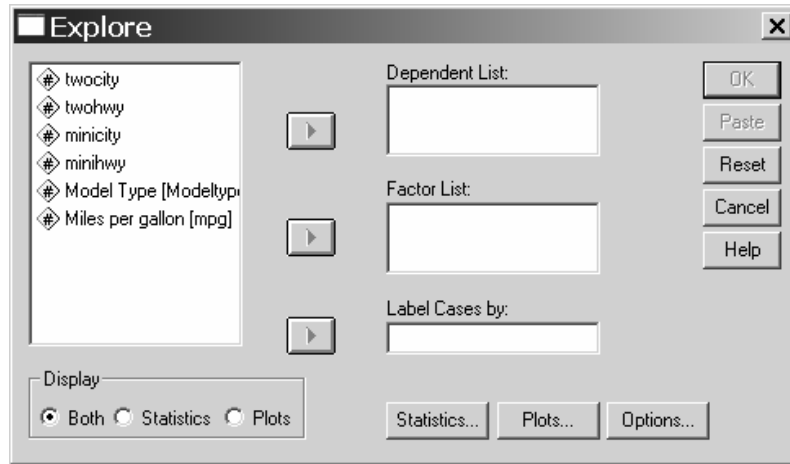 Explore
twocity
twohwy
minicity
minihwy
Model Type [Modeltyp
Miles per gallon [mpg]
Display
Both
Statistics
Plots
Dependent List:
Factor List:
Label Cases by:
Statistics...
Plots...
Options...
OK
Paste
Reset
Cancel
Help